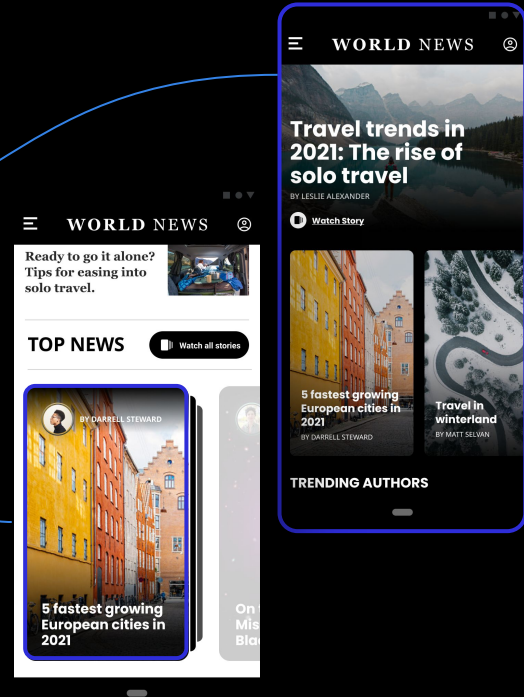 WORLD NEWS
Travel trends in
2021: The rise of
solo travel
BY LESLIE ALEXANDER
Watch Story
5 fastest growing
European cities in
2021
BY DARRELL STEWARD
Travel in
winterland
BY MATT SELVAN
TRENDING AUTHORS
WORLD NEWS
Ready to go it alone?
Tips for easing into
solo travel.
TOP NEWS
Watch all stories
BY DARRELL STEWARD
5 fastest growing
European cities in
2021
On
Mis
Bla